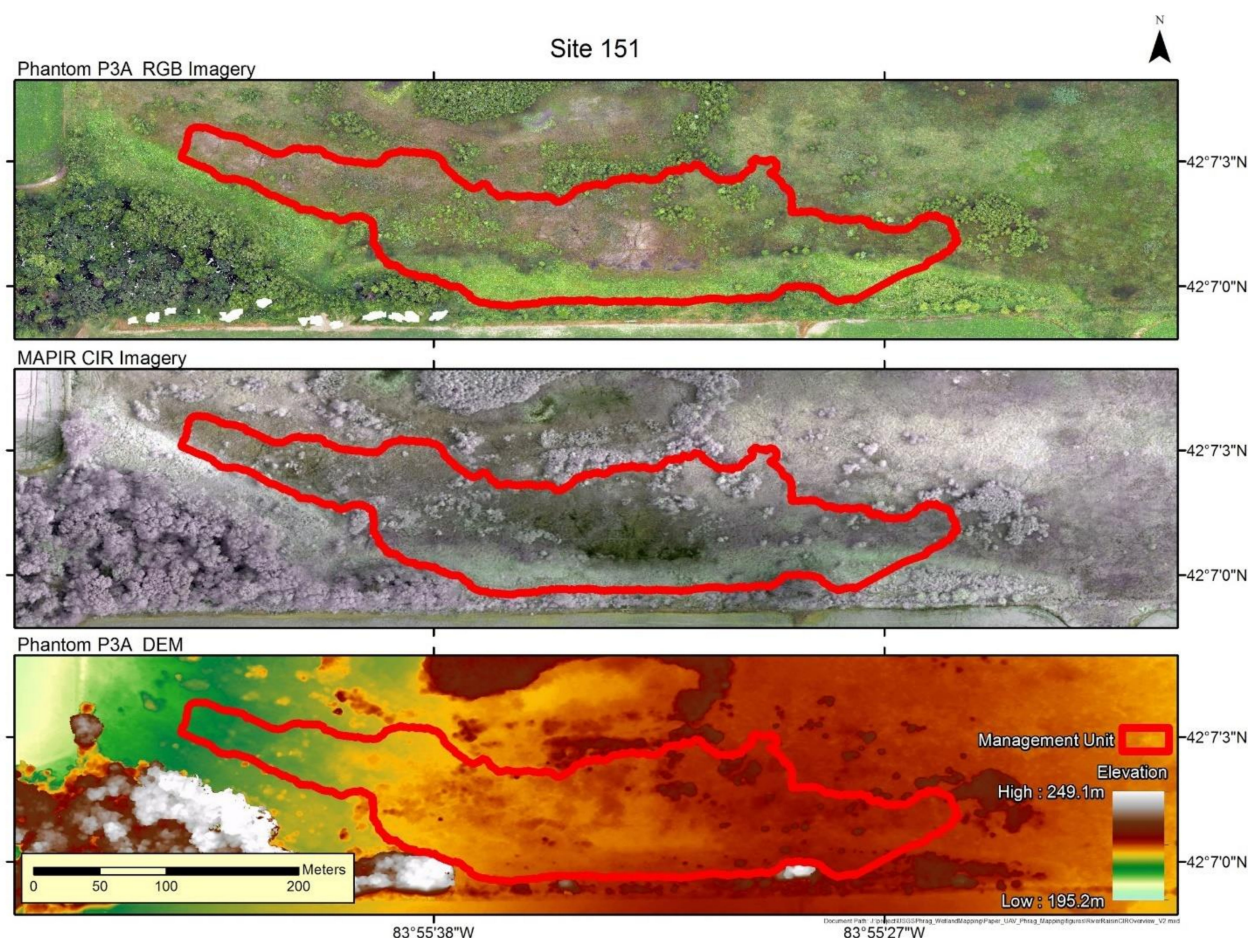 N
Site 151
Phantom P3A RGB Imagery
42°7'3"N
42°7'0"N
MAPIR CIR Imagery
42°7'3"N
42°7'0"N
Phantom P3A DEM
42°7'3"N
Management Unit
Elevation
High : 249.1m
42°7'0"N
Meters
0 50 100 200
Low : 195.2m
83°55'38"W 83°55'27"W